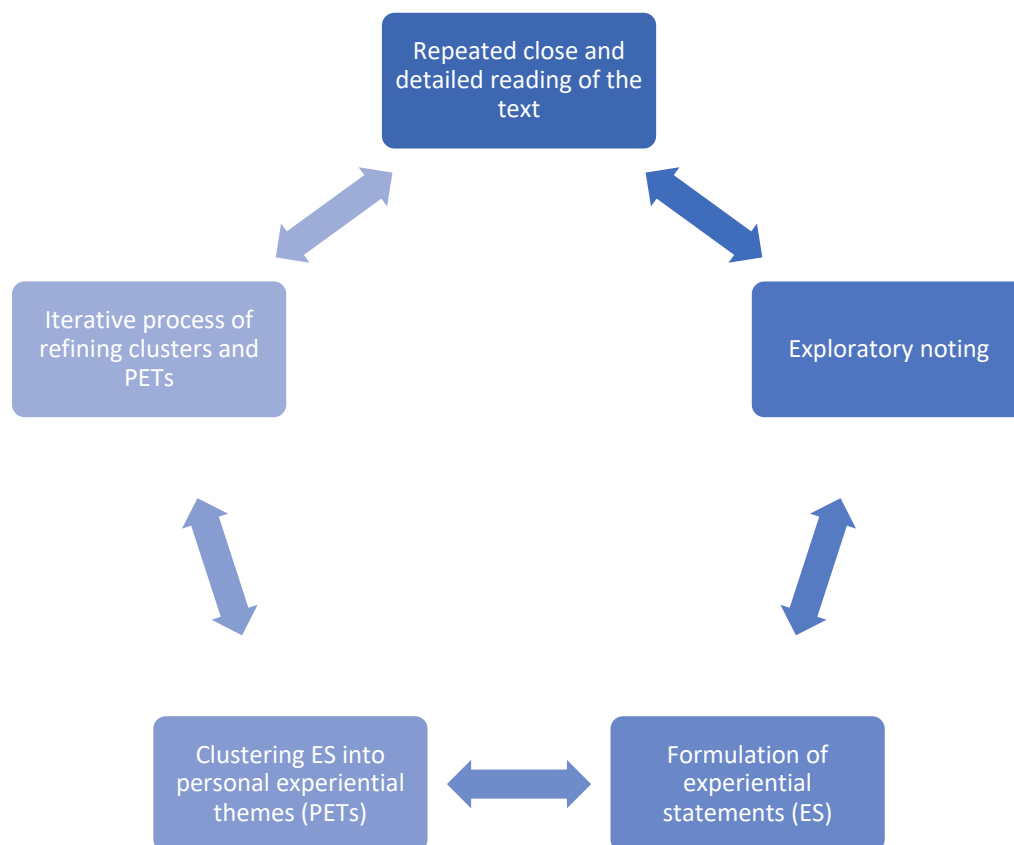 Repeated close and
detailed reading of the
text
Iterative process of
refining clusters and
PETs
Exploratory noting
Clustering ES into
personal experiential
themes (PETs)
Formulation of
experiential
statements (ES)